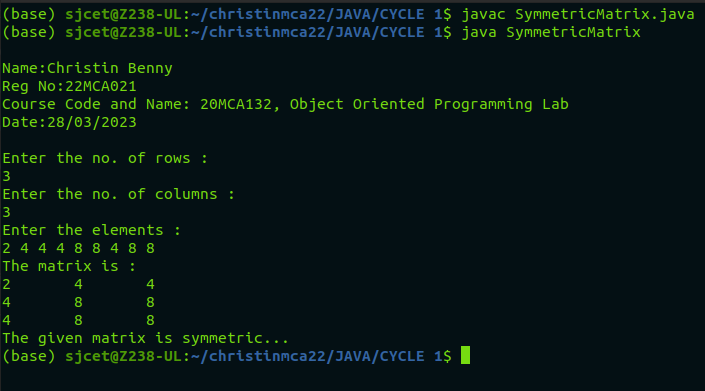 (base) sjcet@Z238-UL:~/christinmca22/JAVA/CYCLE 1$ javac SymmetricMatrix.java
(base) sjcet@Z238-UL:~/christinmca22/JAVA/CYCLE 1$ java SymmetricMatrix
Name:Christin Benny
Reg No:22MCA021
Course Code and Name: 20MCA132, Object Oriented Programming Lab
Date:28/03/2023
Enter the no. of rows :
3
Enter the no. of columns :
3
Enter the elements :
2 4 4 4 8 8 4 8 8
The matrix is :
2 4 4
4 8 8
4 8 8
The given matrix is symmetric...
(base) sjcet@Z238-UL:~/christinmca22/JAVA/CYCLE 1$